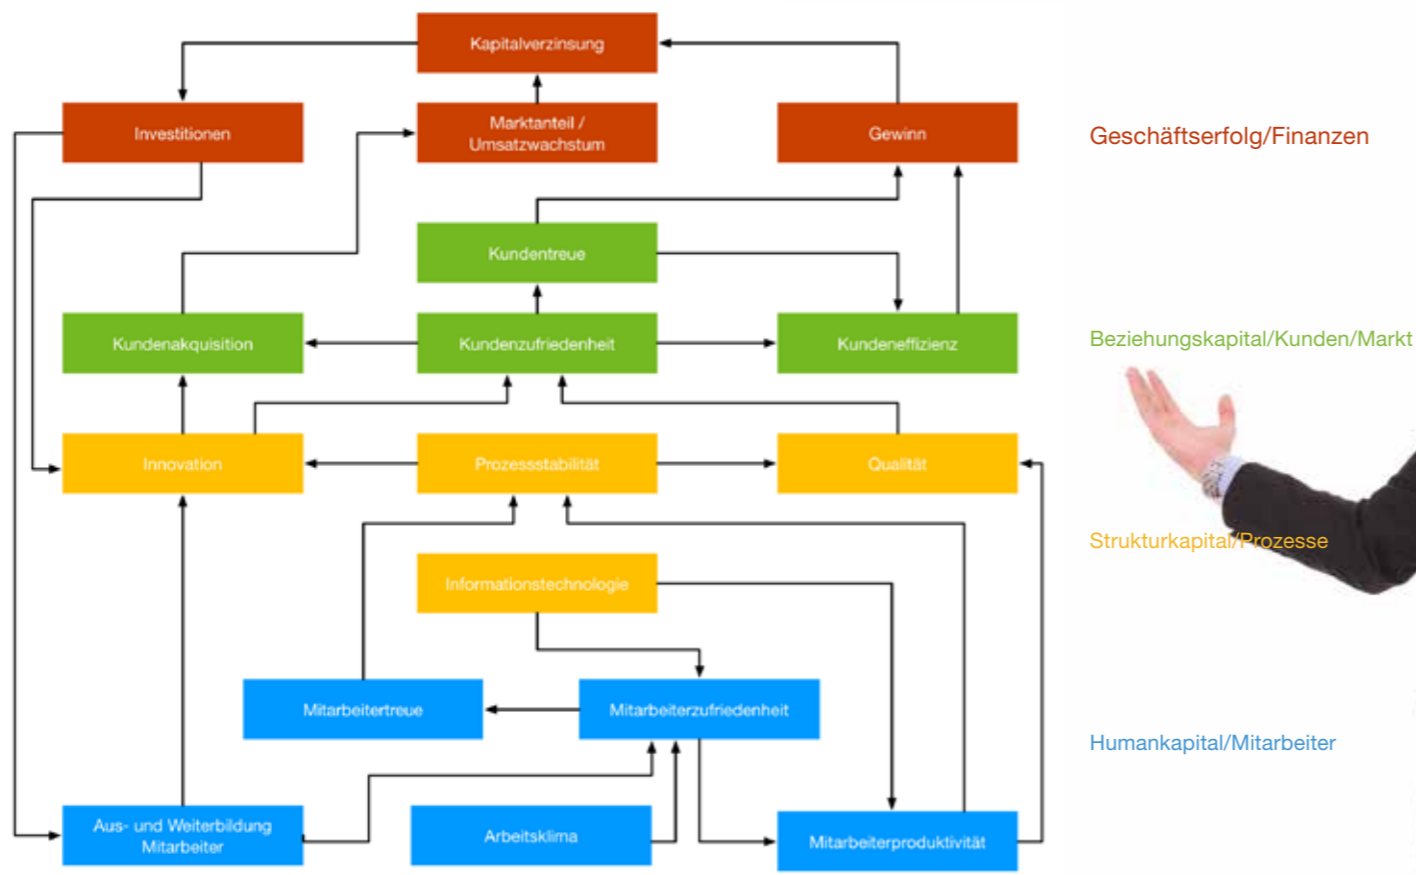 Kapitalverzinsung
Investitionen
Marktanteil /
Umsatzwachstum
Gewinn
Geschäftserfolg/Finanzen
Kundentreue
Kundenakquisition
Kundenzufriedenheit
Kundeneffizienz
Beziehungskapital/Kunden/Markt
Innovation
Prozessstabilität
Qualität
Strukturkapital/Prozesse
Informationstechnologie
Mitarbeitertreue
Mitarbeiterzufriedenheit
Humankapital/Mitarbeiter
Aus- und Weiterbildung
Mitarbeiter
Arbeitsklima
Mitarbeiterproduktivität